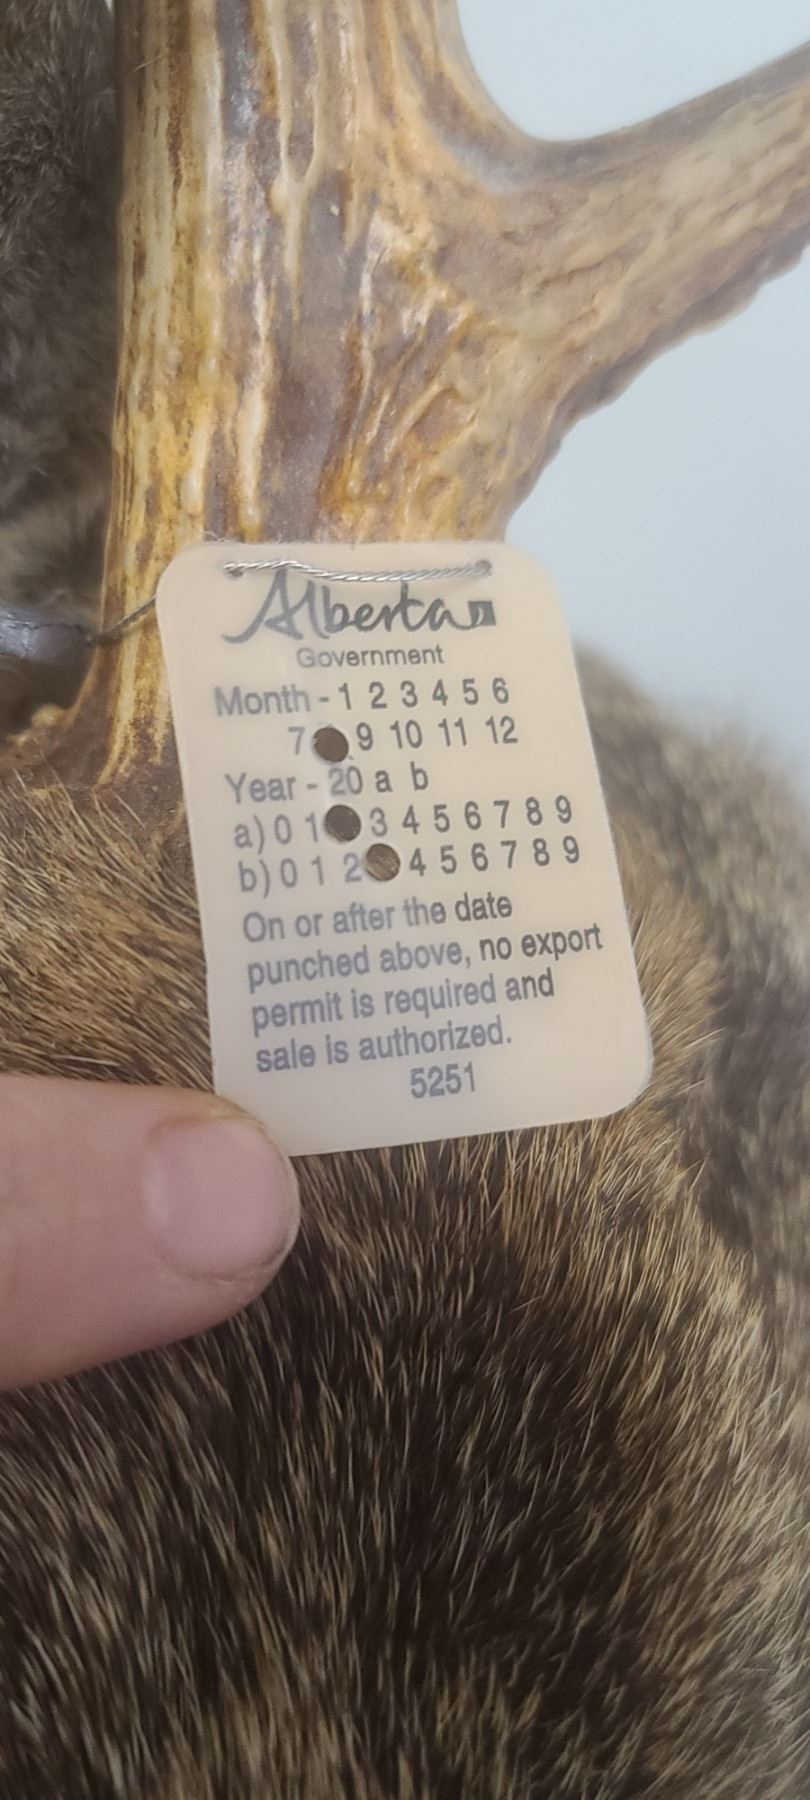 Alberta
Government
Month - 1 2 3 4 5 6
7 9 10 11 12
Year - 20 a b
a) 0 1 3 4 5 6 7 8 9
b) 0 1 2 4 5 6 7 8 9
On or after the date
punched above, no export
permit is required and
sale is authorized.
5251